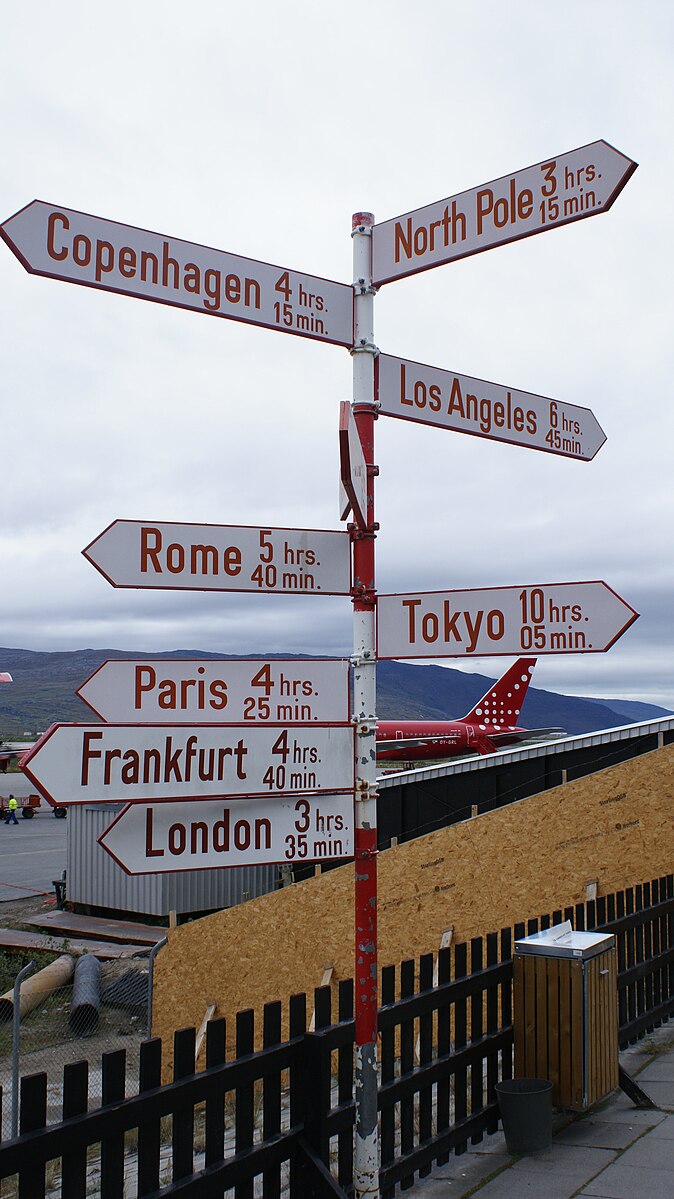 North Pole 3 hrs.
15 min.
Copenhagen 4 hrs.
15 min.
Los Angeles 6 hrs.
45 min.
Rome 5 hrs.
40 min.
Tokyo 10 hrs.
05 min.
Paris 4 hrs.
25 min.
Frankfurt 4 hrs.
40 min.
London 3 hrs.
35 min.
OY-GRL